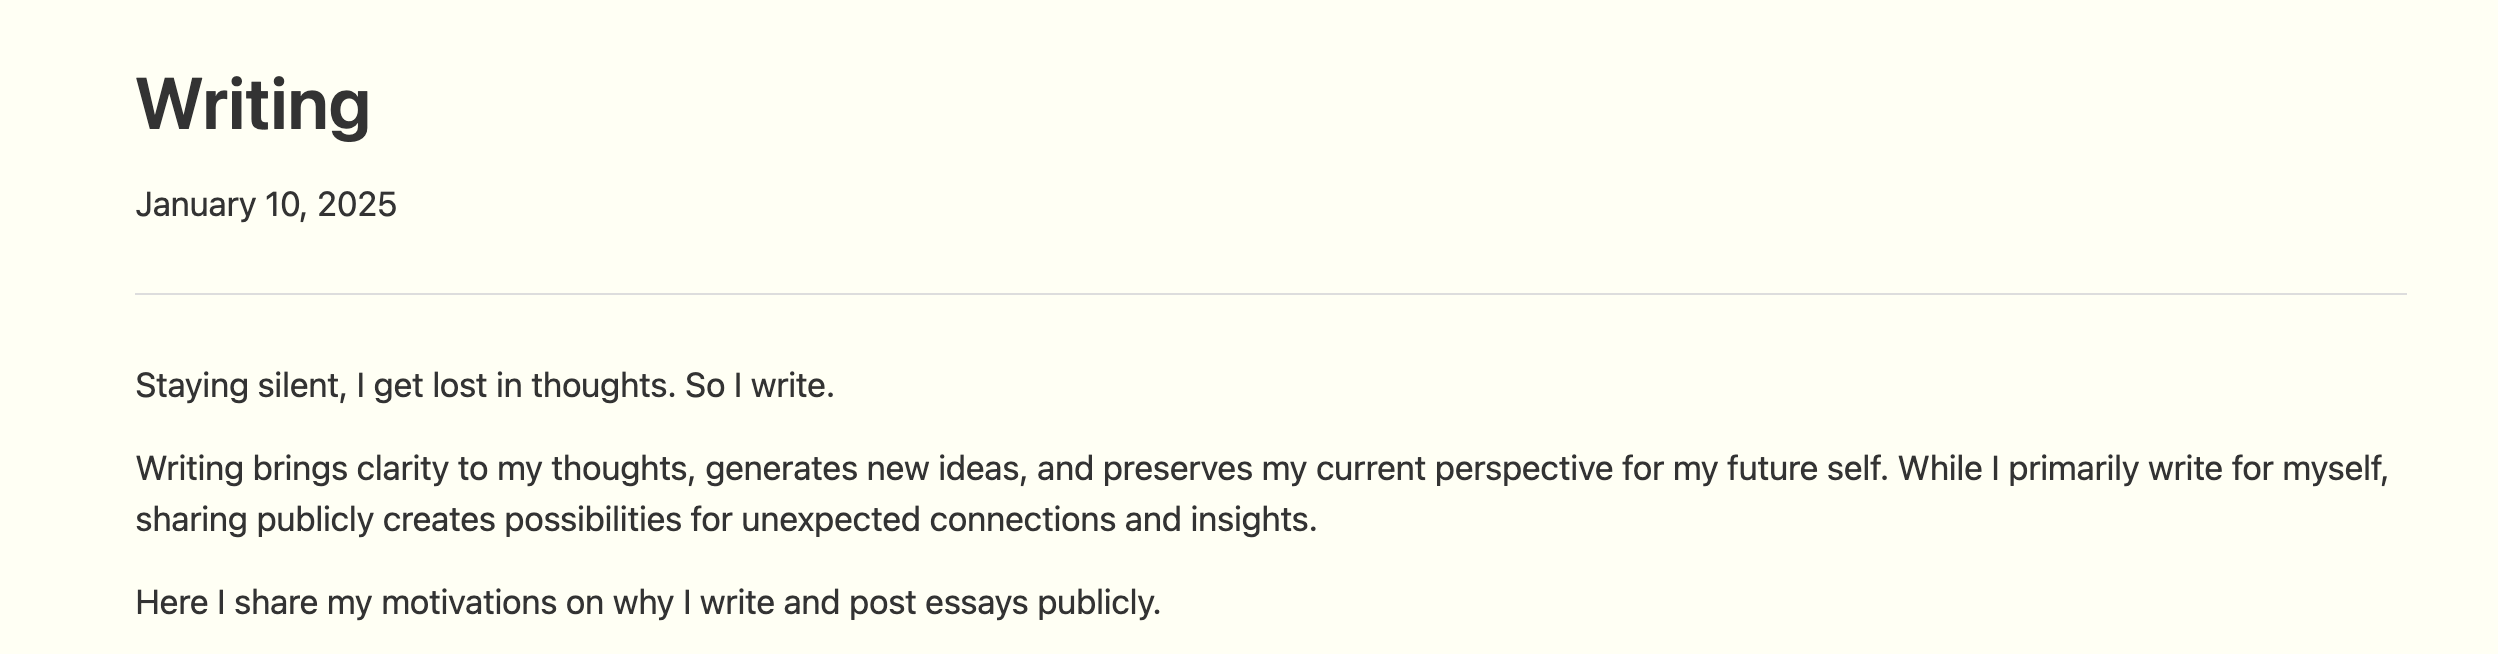 Writing
January 10, 2025
Staying silent, I get lost in thoughts. So I write.
Writing brings clarity to my thoughts, generates new ideas, and preserves my current perspective for my future self. While I primarily write for myself,
sharing publicly creates possibilities for unexpected connections and insights.
Here I share my motivations on why I write and post essays publicly.